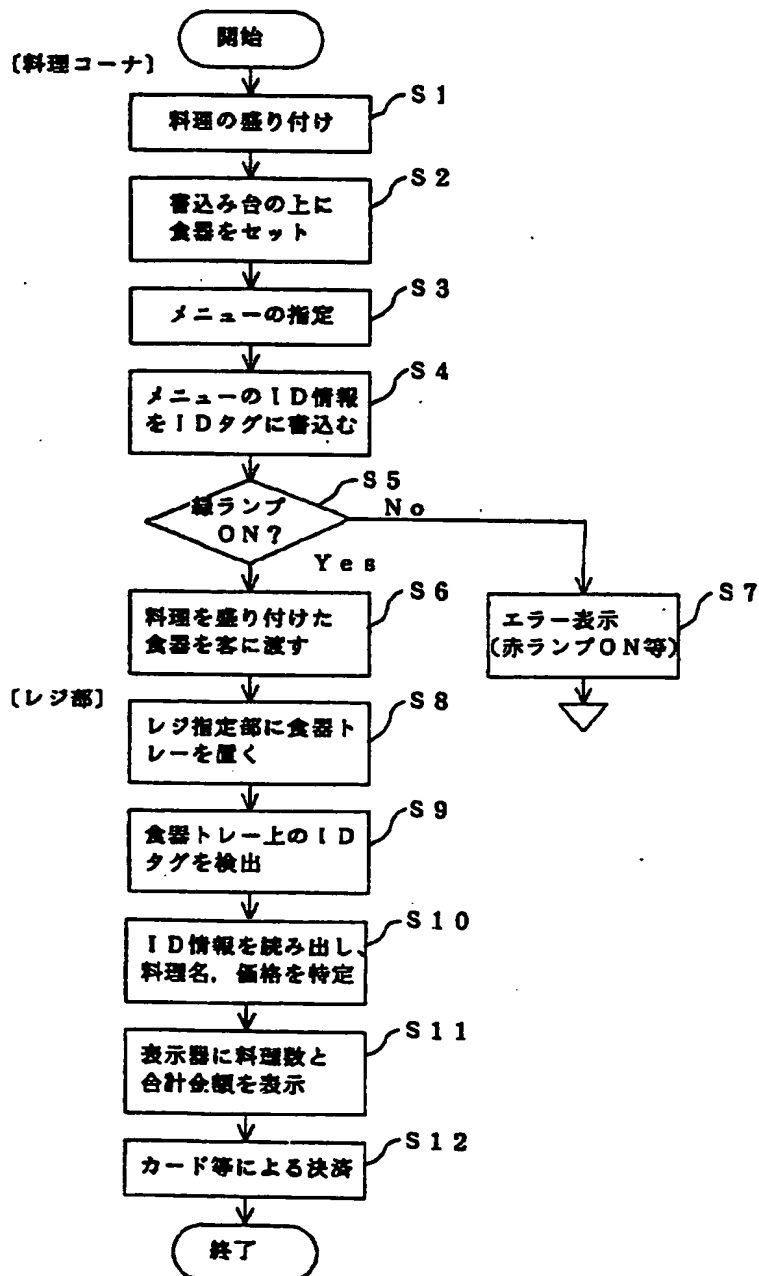 開始
〔料理コーナ〕
S1
料理の盛り付け
S2
書込み台の上に
食器をセット
S3
メニューの指定
S4
メニューのID情報
をIDタグに書込む
S5
緑ランプ
ON?
No
Yes
S6
料理を盛り付けた
食器を客に渡す
S7
エラー表示
(赤ランプON等)
〔レジ部〕
S8
レジ指定部に食器ト
レーを置く
S9
食器トレー上のID
タグを検出
S10
ID情報を読み出し
料理名,価格を特定
S11
表示器に料理数と
合計金額を表示
S12
カード等による決済
終了